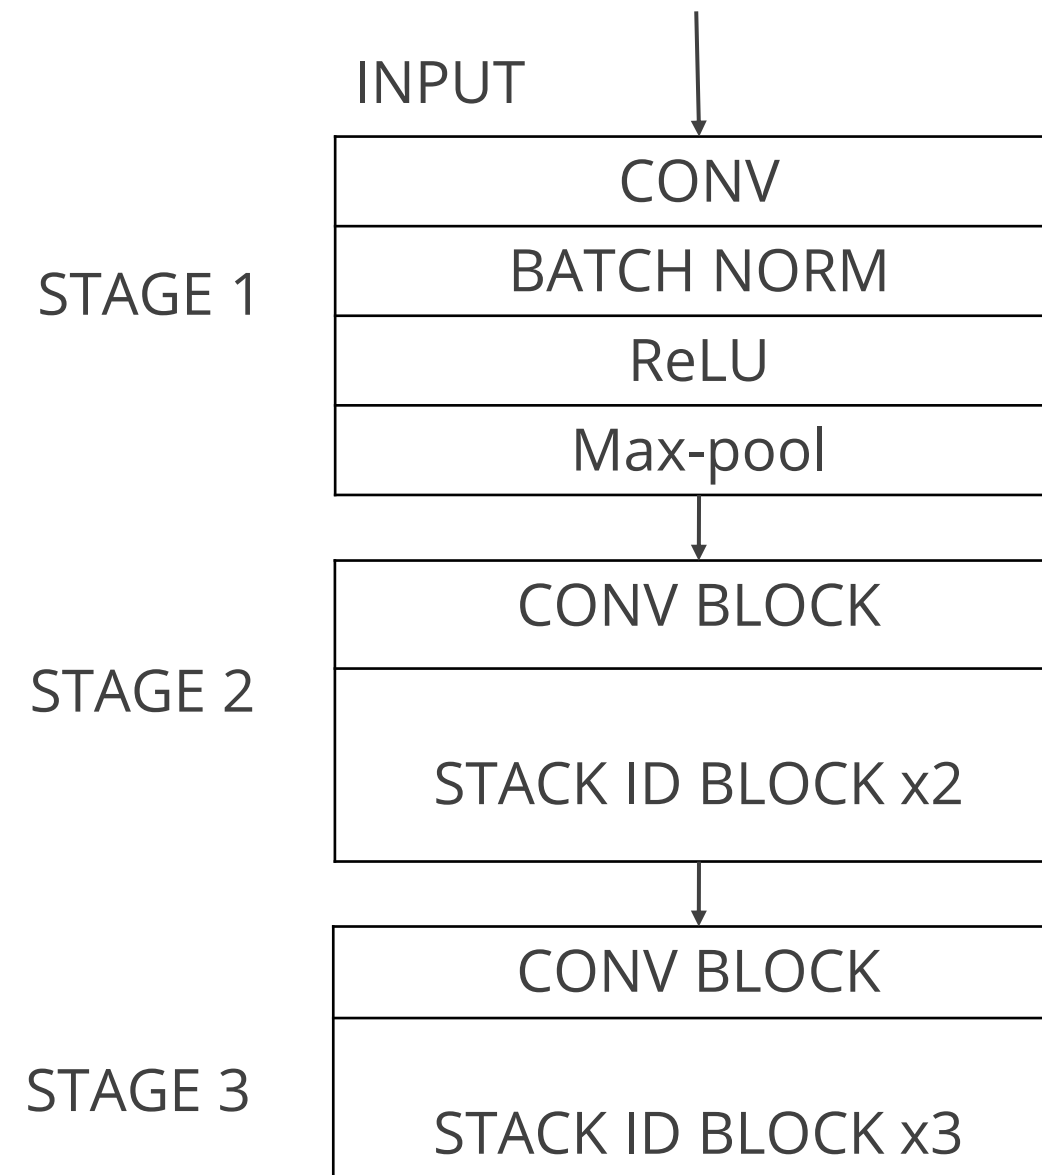 INPUT
CONV
STAGE 1
BATCH NORM
ReLU
Max-pool
CONV BLOCK
STAGE 2
STACK ID BLOCK x2
CONV BLOCK
STAGE 3
STACK ID BLOCK x3